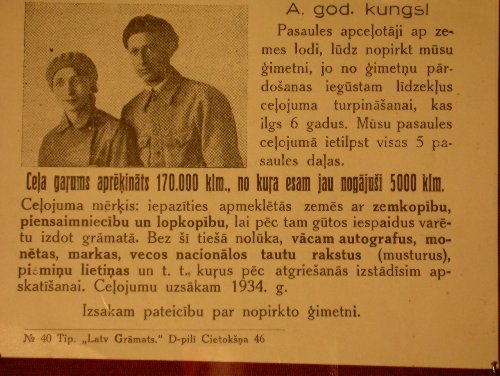 A. god. kungs!
Pasaules apceļotāji ap ze-
mes lodi, lūdz nopirkt mūsu
ģimetni, jo no ģimetņu pār-
došanas iegūstam līdzekļus
ceļojuma turpināšanai, kas
ilgs 6 gadus. Mūsu pasaules
ceļojumā ietilpst visas 5 pa-
saules daļas.
Ceļa gaŗums aprēķināts 170.000 klm., no kuŗa esam jau nogājuši 5000 klm.
Ceļojuma mērķis: iepazīties apmeklētās zemēs ar zemkopību,
piensaimniecību un lopkopību, lai pēc tam gūtos iespaidus varē-
tu izdot grāmatā. Bez šī tiešā nolūka, vācam autografus, mo-
nētas, markas, vecos nacionālos tautu rakstus (musturus),
piemiņu lietiņas un t. t., kuŗus pēc atgriešanās izstādīsim ap-
skatīšanai. Ceļojumu uzsākam 1934. g.
Izsakam pateicību par nopirkto ģimetni.
№ 40 Tip. „Latv Grāmats.“ D-pilī Cietokšņa 46